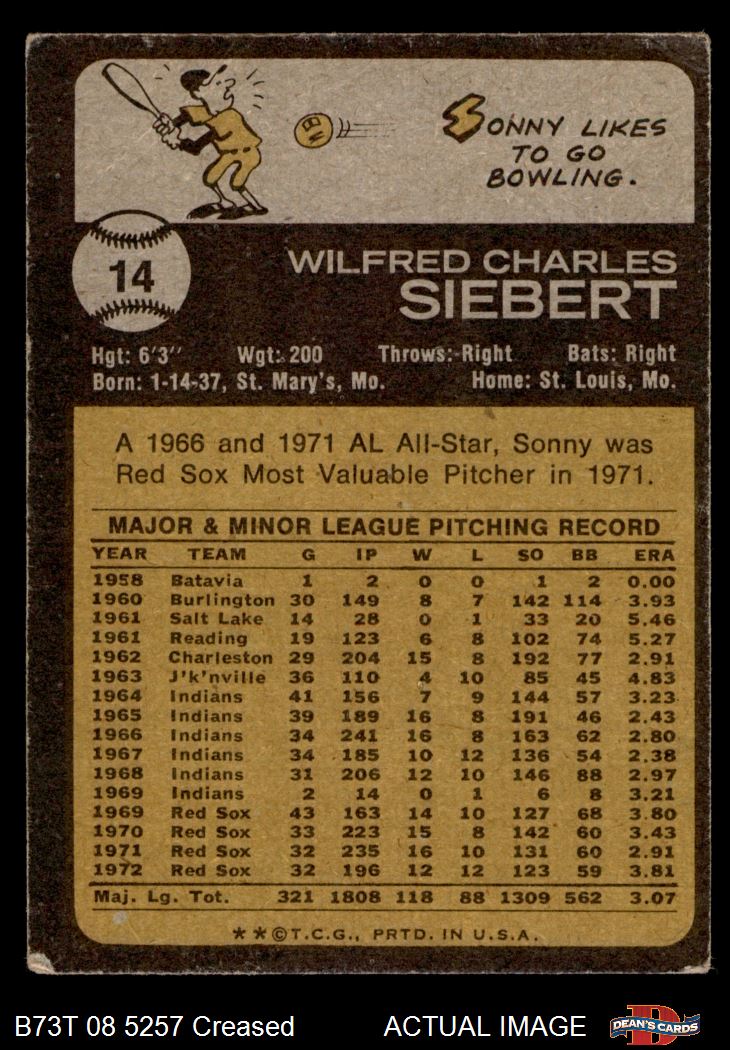 SONNY LIKES
TO GO
BOWLING.
14
WILFRED CHARLES
SIEBERT
Hgt: 6'3" Wgt: 200 Throws: Right Bats: Right
Born: 1-14-37, St. Mary's, Mo. Home: St. Louis, Mo.
A 1966 and 1971 AL All-Star, Sonny was
Red Sox Most Valuable Pitcher in 1971.
MAJOR & MINOR LEAGUE PITCHING RECORD
YEAR TEAM G IP W L SO BB ERA
1958 Batavia 1 2 0 0 1 2 0.00
1960 Burlington 30 149 8 7 142 114 3.93
1961 Salt Lake 14 28 0 1 33 20 5.46
1961 Reading 19 123 6 8 102 74 5.27
1962 Charleston 29 204 15 8 192 77 2.91
1963 J'k'nville 36 110 4 10 85 45 4.83
1964 Indians 41 156 7 9 144 57 3.23
1965 Indians 39 189 16 8 191 46 2.43
1966 Indians 34 241 16 8 163 62 2.80
1967 Indians 34 185 10 12 136 54 2.38
1968 Indians 31 206 12 10 146 88 2.97
1969 Indians 2 14 0 1 6 8 3.21
1969 Red Sox 43 163 14 10 127 68 3.80
1970 Red Sox 33 223 15 8 142 60 3.43
1971 Red Sox 32 235 16 10 131 60 2.91
1972 Red Sox 32 196 12 12 123 59 3.81
Maj. Lg. Tot. 321 1808 118 88 1309 562 3.07
**©T.C.G., PRTD. IN U.S.A.
B73T 08 5257 Creased ACTUAL IMAGE DEAN'S CARDS